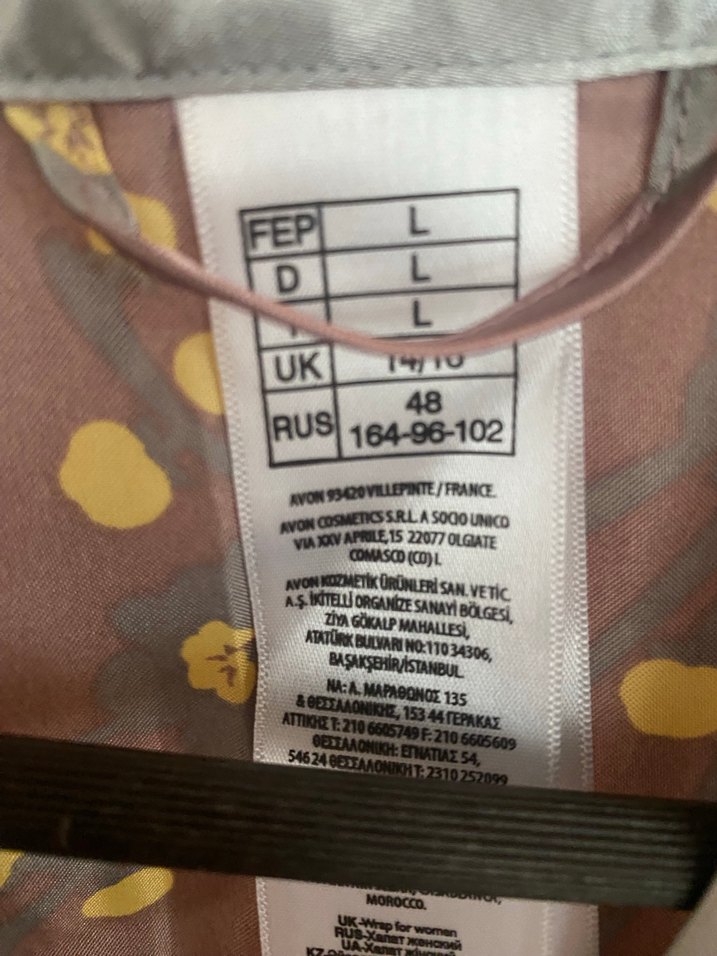 FEP L
D L
L
UK 14/16
RUS 48
164-96-102
AVON 93420 VILLEPINTE / FRANCE.
AVON COSMETICS S.R.L. A SOCIO UNICO
VIA XXV APRILE,15 22077 OLGIATE
COMASCO (CO) I.
AVON KOZMETİK ÜRÜNLERİ SAN. VE TİC.
A.Ş. İKİTELLİ ORGANİZE SANAYİ BÖLGESİ,
ZİYA GÖKALP MAHALLESİ,
ATATÜRK BULVARI NO:110 34306,
BAŞAKŞEHİR/İSTANBUL.
ΝΑ: Λ. ΜΑΡΑΘΩΝΟΣ 135
& ΘΕΣΣΑΛΟΝΙΚΗΣ, 153 44 ΓΕΡΑΚΑΣ
ΑΤΤΙΚΗΣ Τ: 210 6605749 F: 210 6605609
ΘΕΣΣΑΛΟΝΙΚΗ: ΕΓΝΑΤΙΑΣ 54,
546 24 ΘΕΣΣΑΛΟΝΙΚΗ Τ: 2310 252099
MOROCCO.
UK-Wrap for women
RUS-Халат женский
UA-Халат жіночий